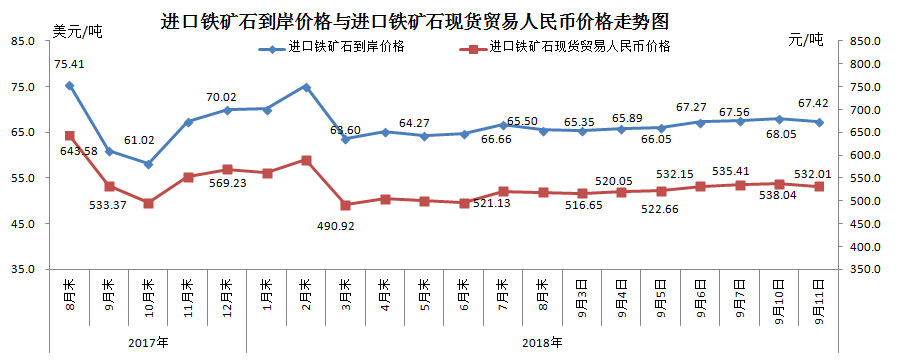 进口铁矿石到岸价格与进口铁矿石现货贸易人民币价格走势图
美元/吨
元/吨
进口铁矿石到岸价格
进口铁矿石现货贸易人民币价格
85.0
75.0
65.0
55.0
45.0
35.0
850.0
800.0
750.0
700.0
650.0
600.0
550.0
500.0
450.0
400.0
350.0
75.41
61.02
70.02
63.60
64.27
66.66
65.50
65.35
65.89
66.05
67.27
67.56
68.05
67.42
643.58
533.37
569.23
490.92
521.13
516.65
520.05
522.66
532.15
535.41
538.04
532.01
8月末
9月末
10月末
11月末
12月末
1月末
2月末
3月末
4月末
5月末
6月末
7月末
8月末
9月3日
9月4日
9月5日
9月6日
9月7日
9月10日
9月11日
2017年
2018年